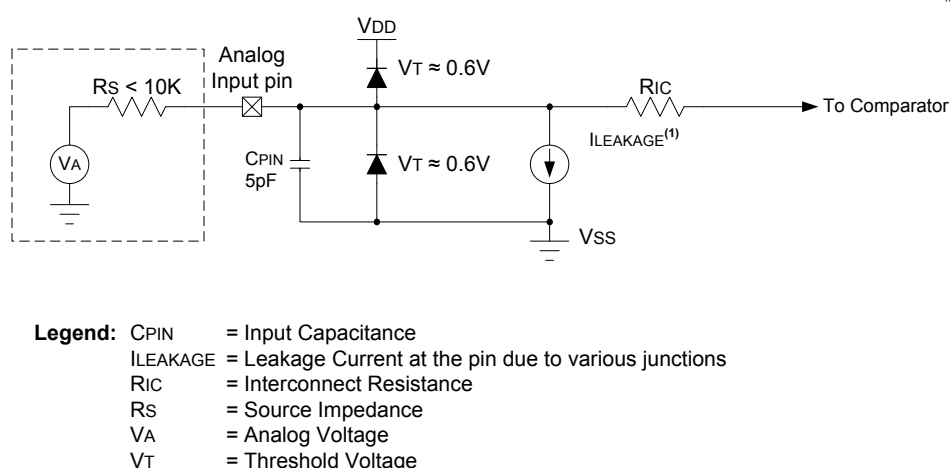 VDD
Analog
Input pin
VT ≈ 0.6V
RS < 10K
RIC
To Comparator
ILEAKAGE(1)
VA
CPIN
5pF
VT ≈ 0.6V
VSS
Legend: CPIN = Input Capacitance
ILEAKAGE = Leakage Current at the pin due to various junctions
RIC = Interconnect Resistance
RS = Source Impedance
VA = Analog Voltage
VT = Threshold Voltage